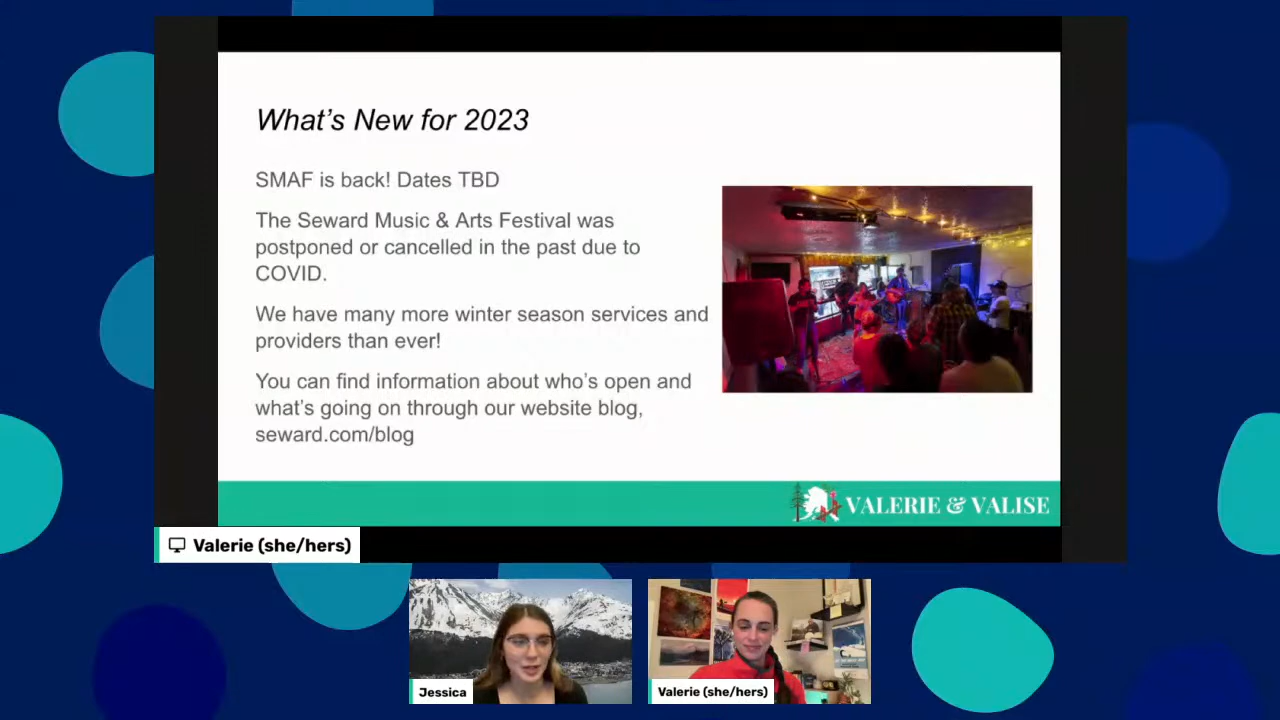 What's New for 2023
SMAF is back! Dates TBD
The Seward Music & Arts Festival was
postponed or cancelled in the past due to
COVID.
We have many more winter season services and
providers than ever!
You can find information about who's open and
what's going on through our website blog,
seward.com/blog
VALERIE & VALISE
Valerie (she/hers)
Jessica
Valerie (she/hers)